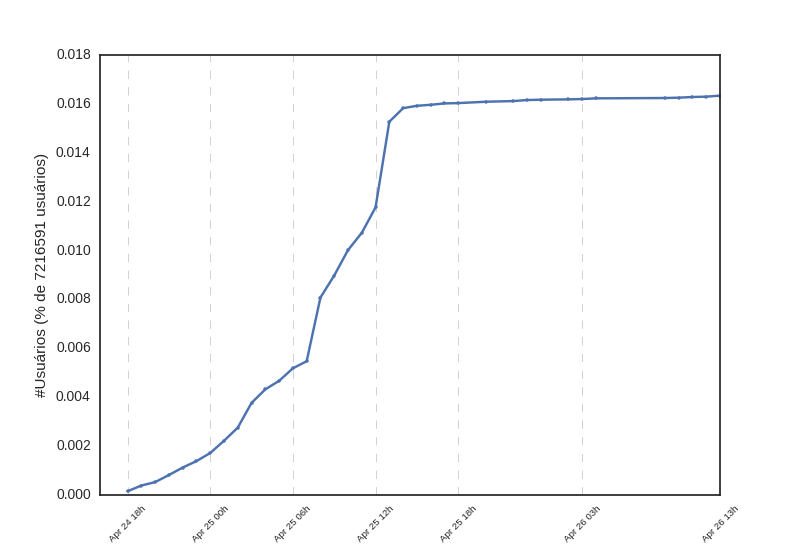 0.018
0.016
0.014
0.012
0.010
0.008
0.006
0.004
0.002
0.000
#Usuários (% de 7216591 usuários)
Apr 24 18h
Apr 25 00h
Apr 25 06h
Apr 25 12h
Apr 25 18h
Apr 26 03h
Apr 26 13h